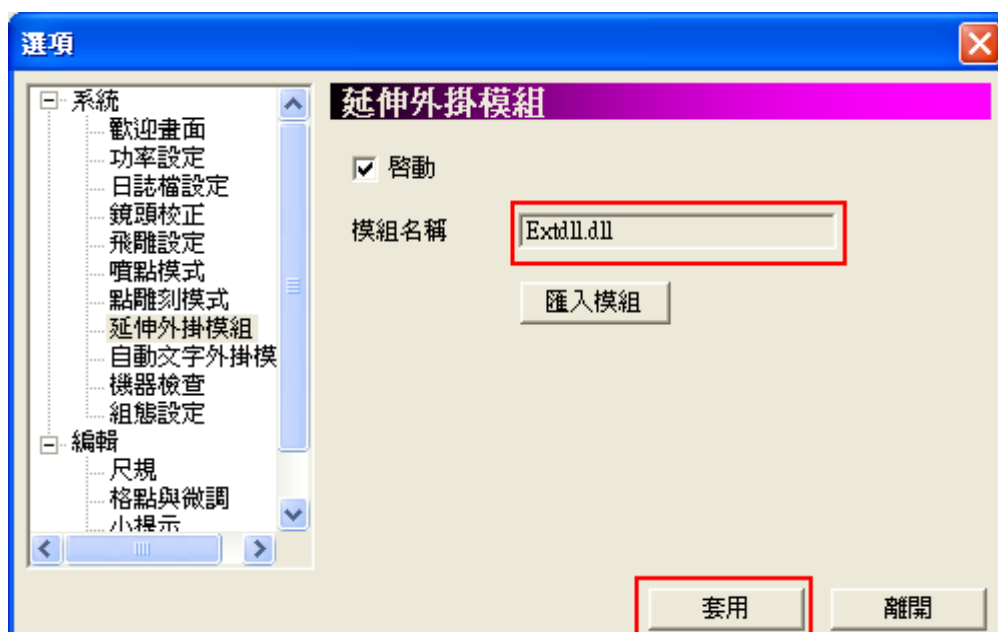 選項
系統
歡迎畫面
功率設定
日誌檔設定
鏡頭校正
飛雕設定
噴點模式
點雕刻模式
延伸外掛模組
自動文字外掛模
機器檢查
組態設定
編輯
尺規
格點與微調
小提示
延伸外掛模組
啓動
模組名稱
Extdll.dll
匯入模組
套用
離開